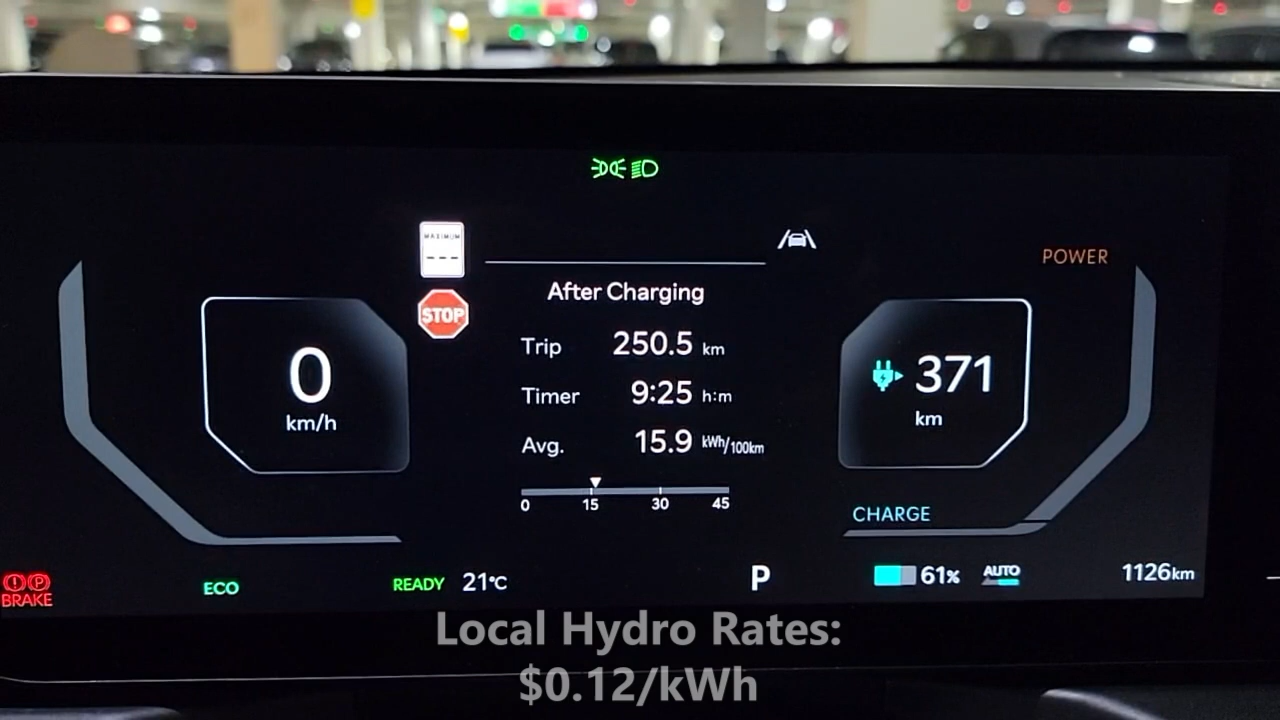 MAXIMUM
---
STOP
POWER
After Charging
Trip 250.5 km
Timer 9:25 h:m
Avg. 15.9 kWh/100km
0 15 30 45
0
km/h
371
km
CHARGE
P
BRAKE
ECO
READY 21°C
P
61%
AUTO
1126km
Local Hydro Rates:
$0.12/kWh